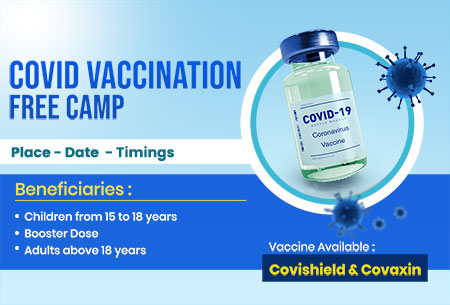 COVID VACCINATION
FREE CAMP
Place - Date - Timings
Beneficiaries :
• Children from 15 to 18 years
• Booster Dose
• Adults above 18 years
COVID-19
Coronavirus
Vaccine
Vaccine Available :
Covishield & Covaxin